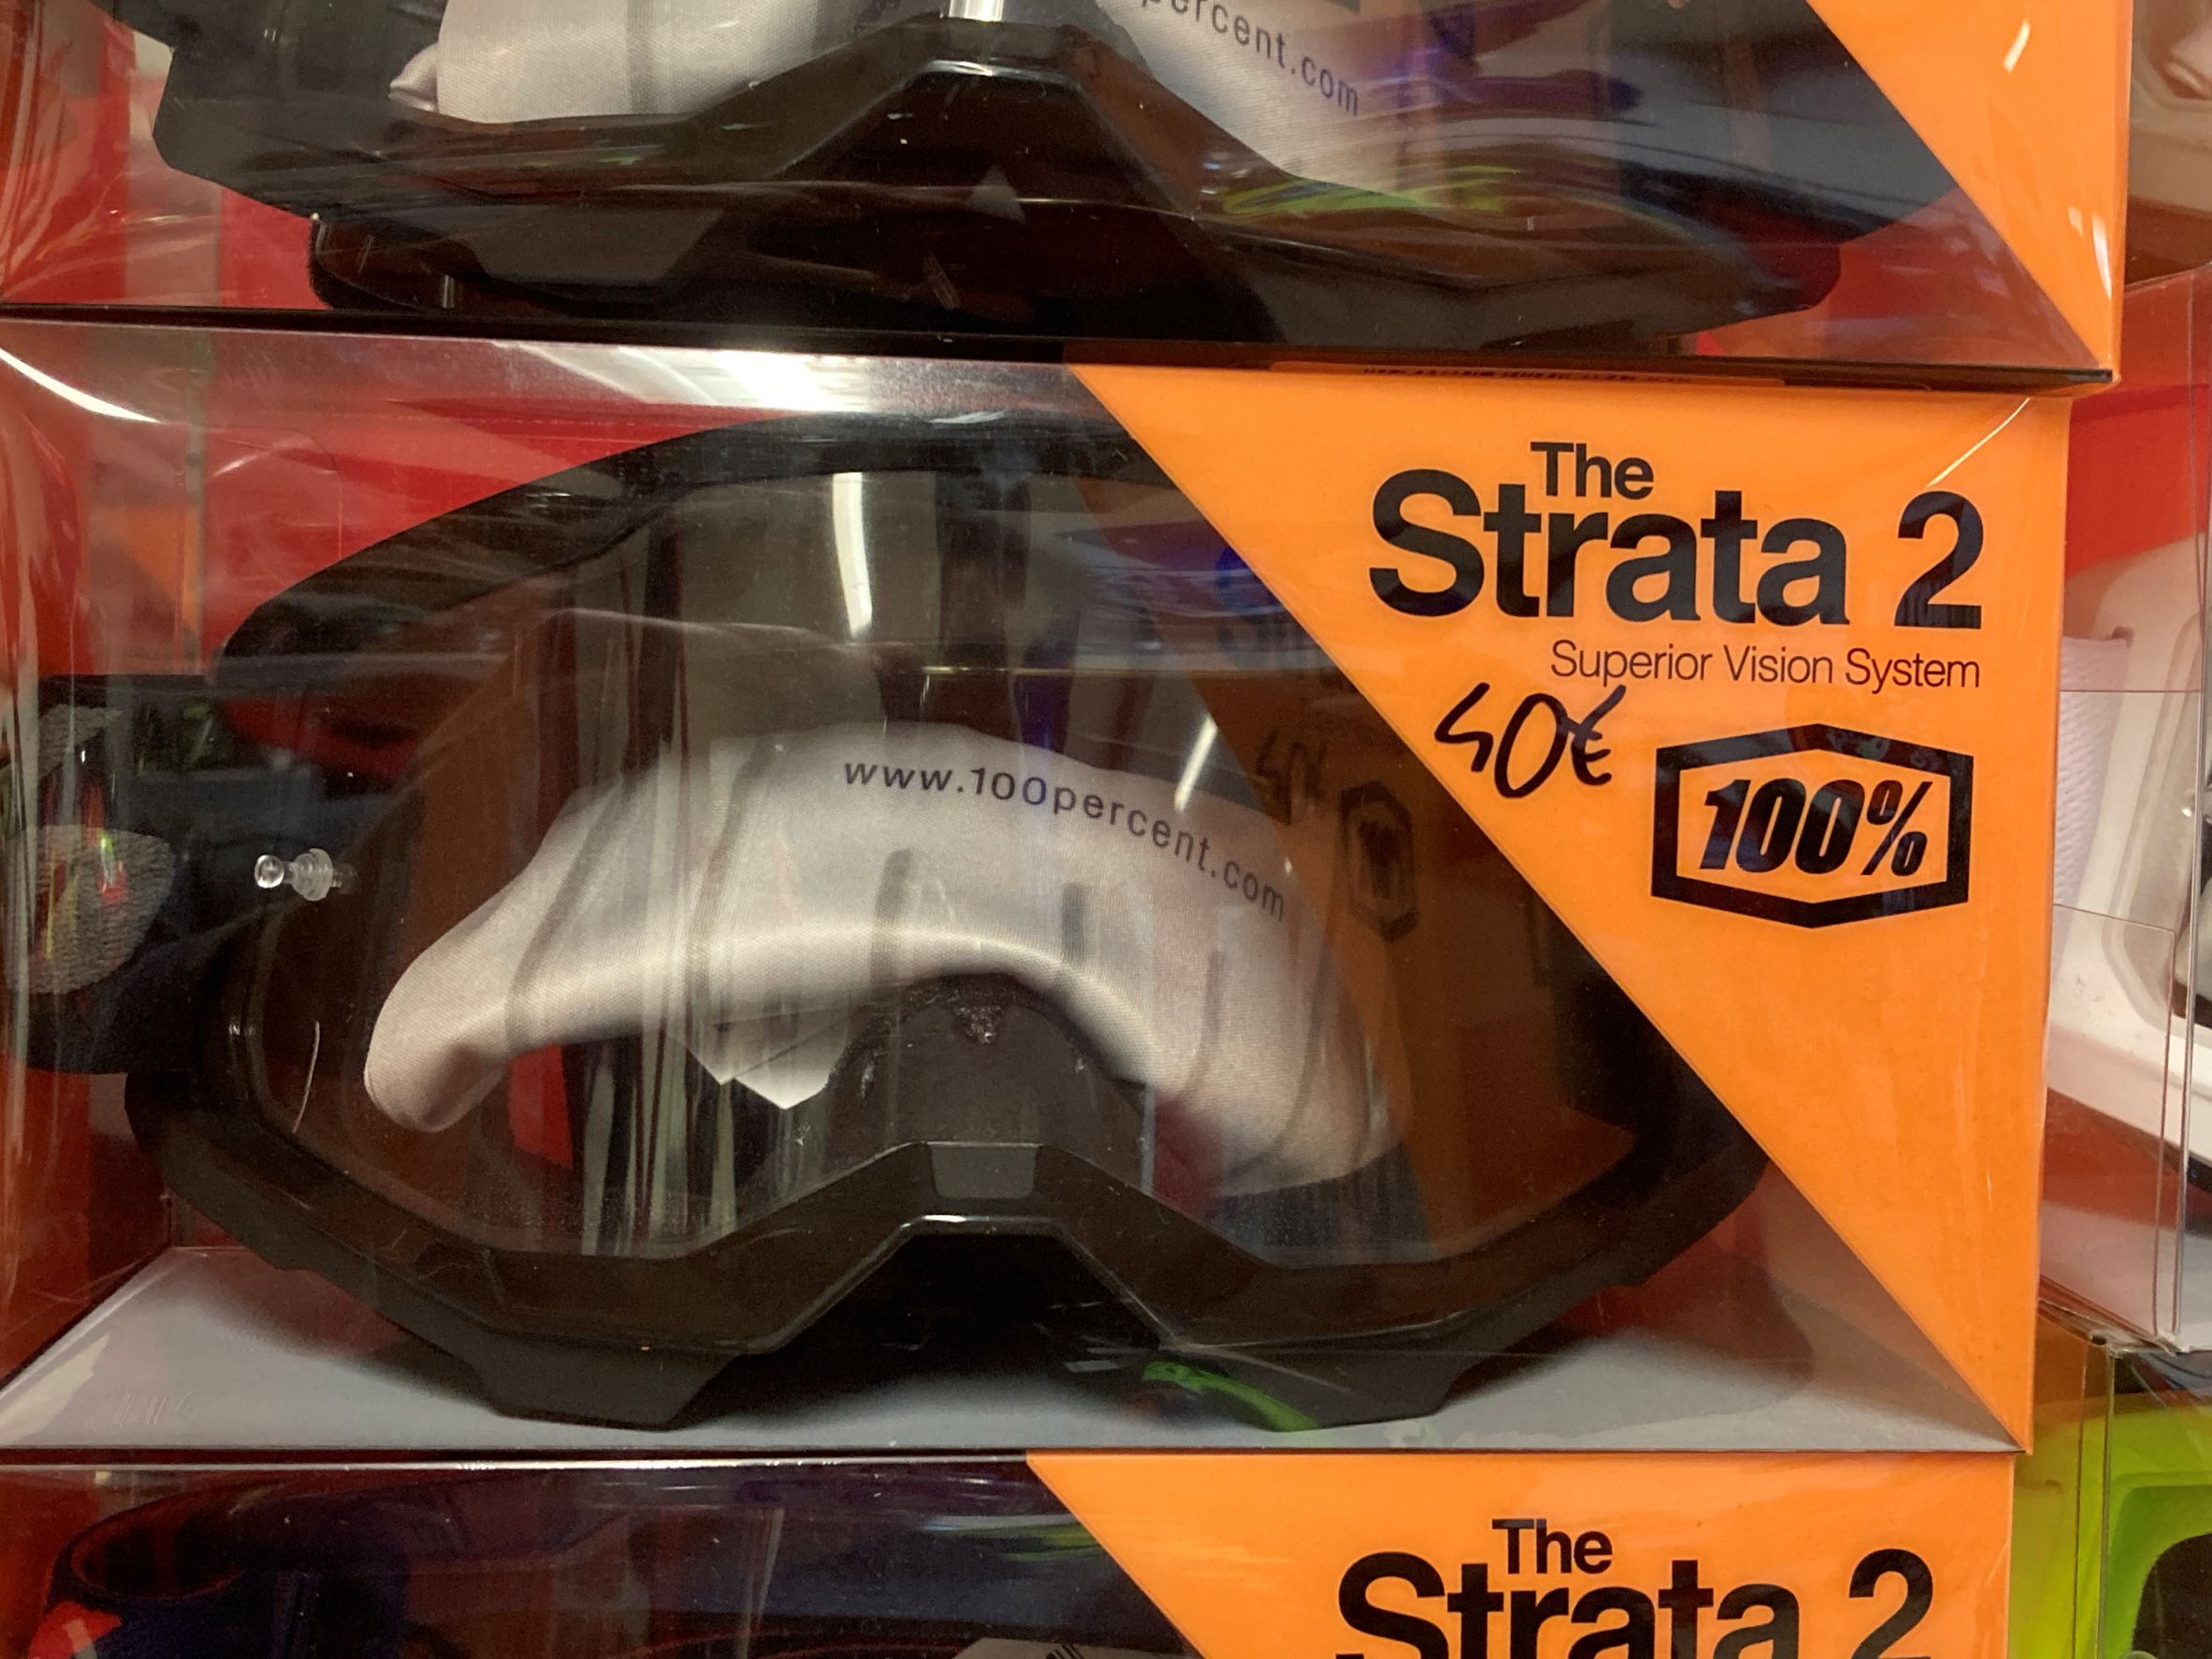 percent.com
The
Strata 2
Superior Vision System
40€
100%
www.100percent.com
The
Strata 2